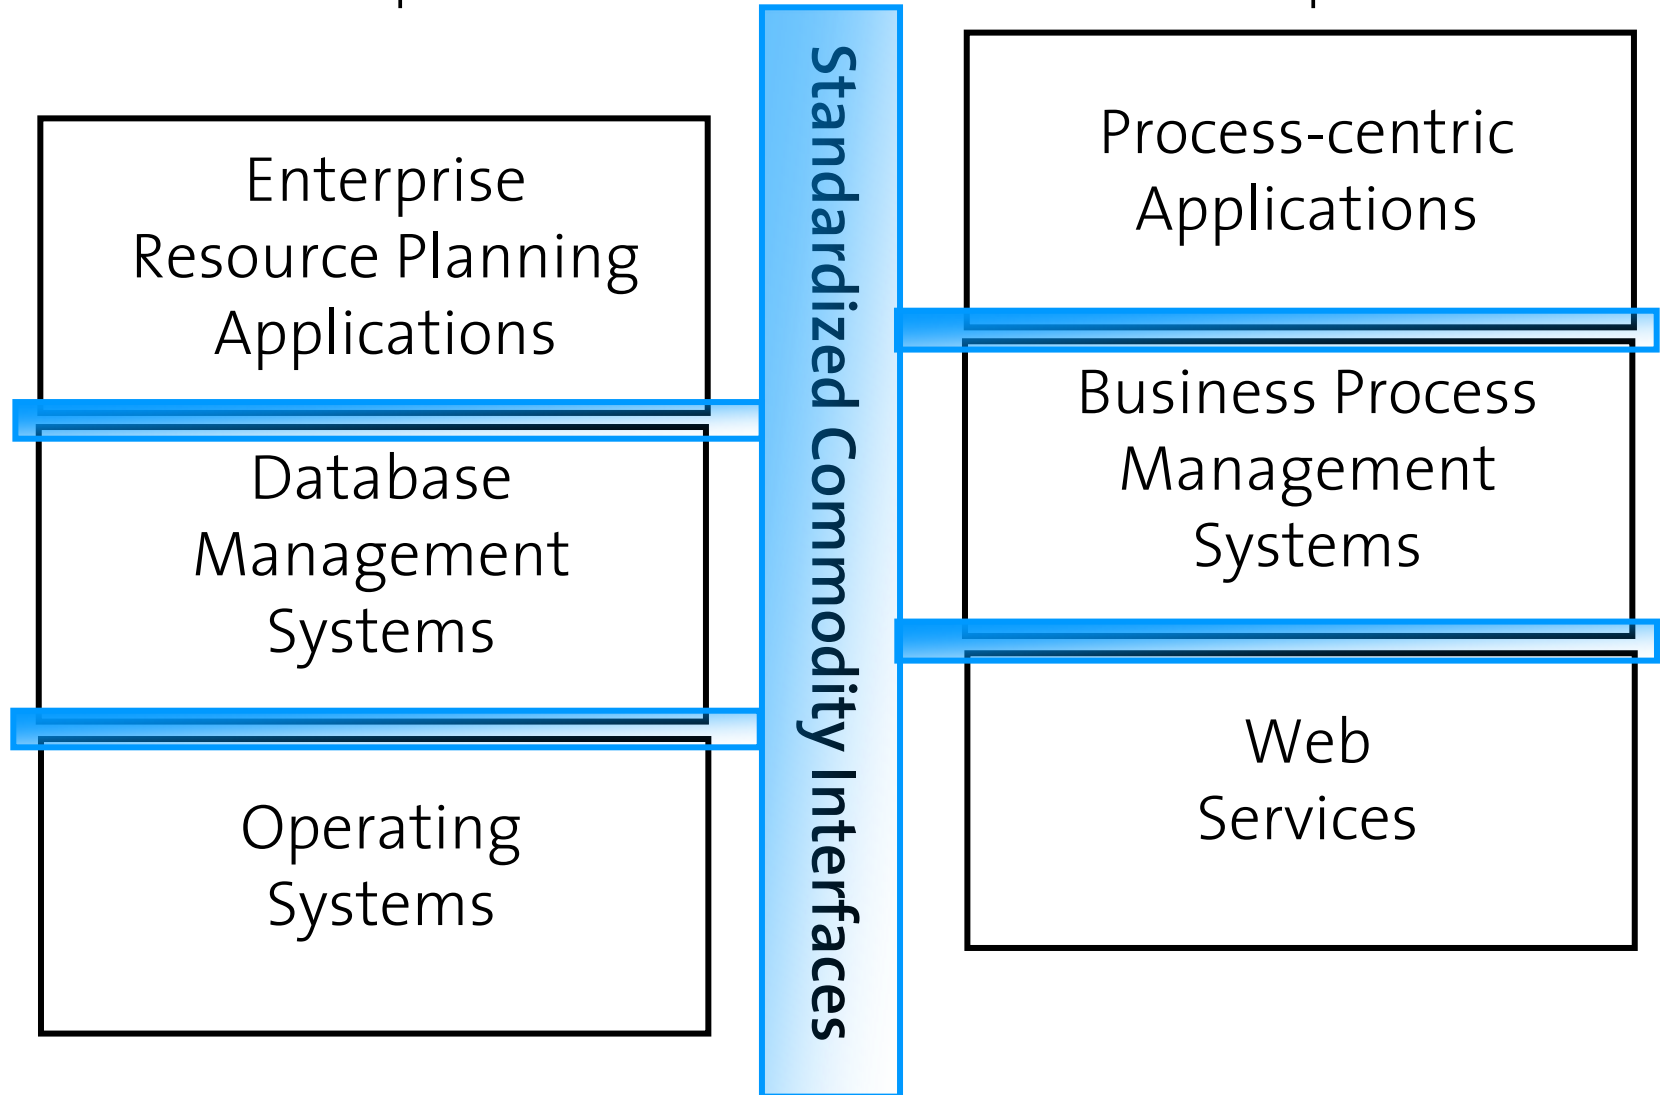 Enterprise
Resource Planning
Applications
Database
Management
Systems
Operating
Systems
Standardized Commodity Interfaces
Process-centric
Applications
Business Process
Management
Systems
Web
Services